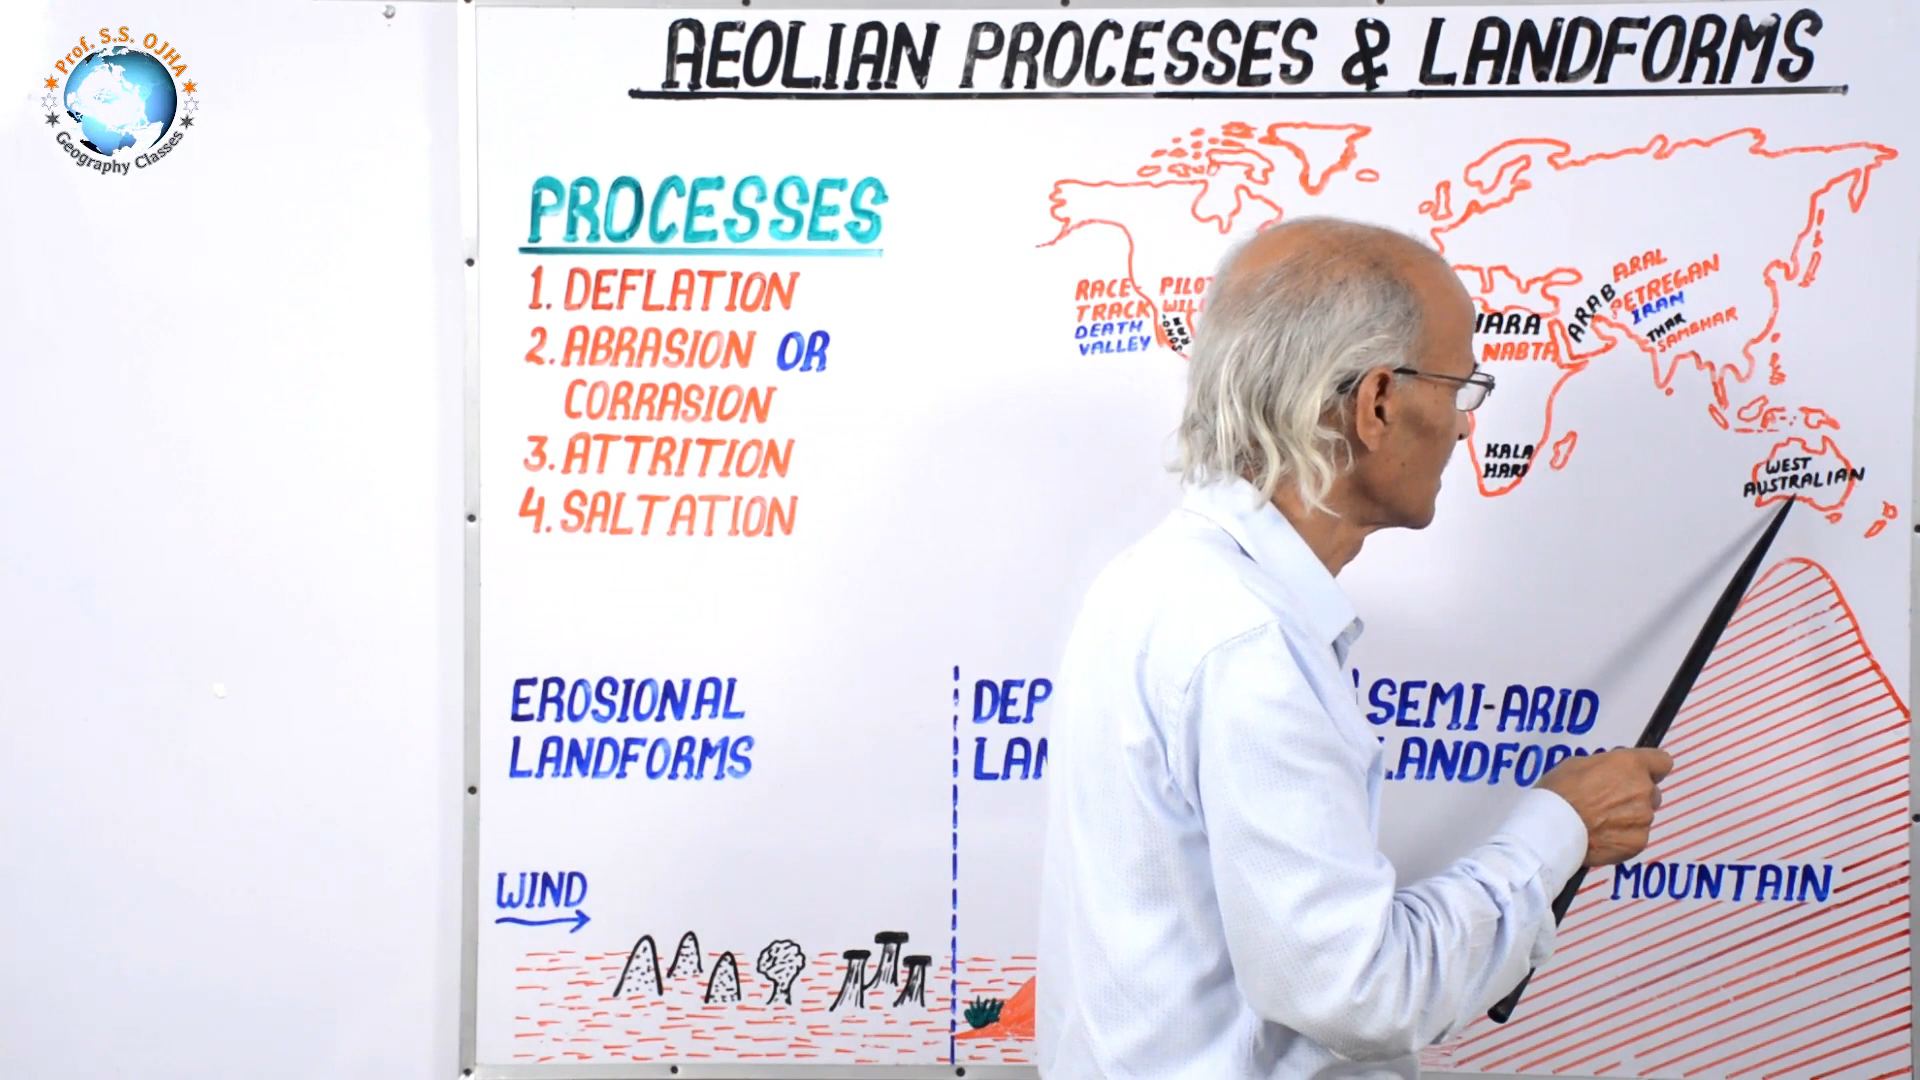 Prof. S.S. OJHA
Geography Classes
AEOLIAN PROCESSES & LANDFORMS
PROCESSES
1. DEFLATION
2. ABRASION OR
CORRASION
3. ATTRITION
4. SALTATION
RACE-
TRACK
DEATH
VALLEY
ARAB
ARAL
PETREGAN
IRAN
THAR
SAMBHAR
NABTA
KALA
HARI
WEST
AUSTRALIAN
EROSIONAL
LANDFORMS
SEMI-ARID
WIND
MOUNTAIN